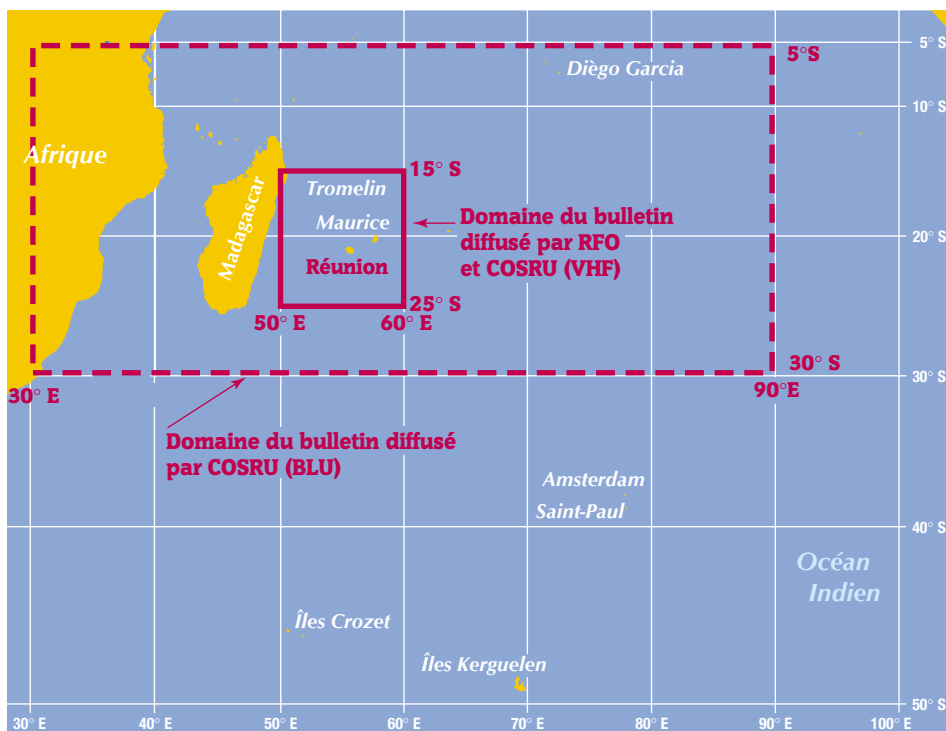 5° S
5°S
Diègo Garcia
10° S
Afrique
15° S
Tromelin
Madagascar
Maurice
Domaine du bulletin
diffusé par RFO
et COSRU (VHF)
20° S
Réunion
25° S
50° E
60° E
30° S
30° S
30° E
90°E
Domaine du bulletin diffusé
par COSRU (BLU)
Amsterdam
Saint-Paul
40° S
Océan
Indien
Îles Crozet
Îles Kerguelen
50° S
30° E
40° E
50° E
60° E
70° E
80° E
90° E
100° E